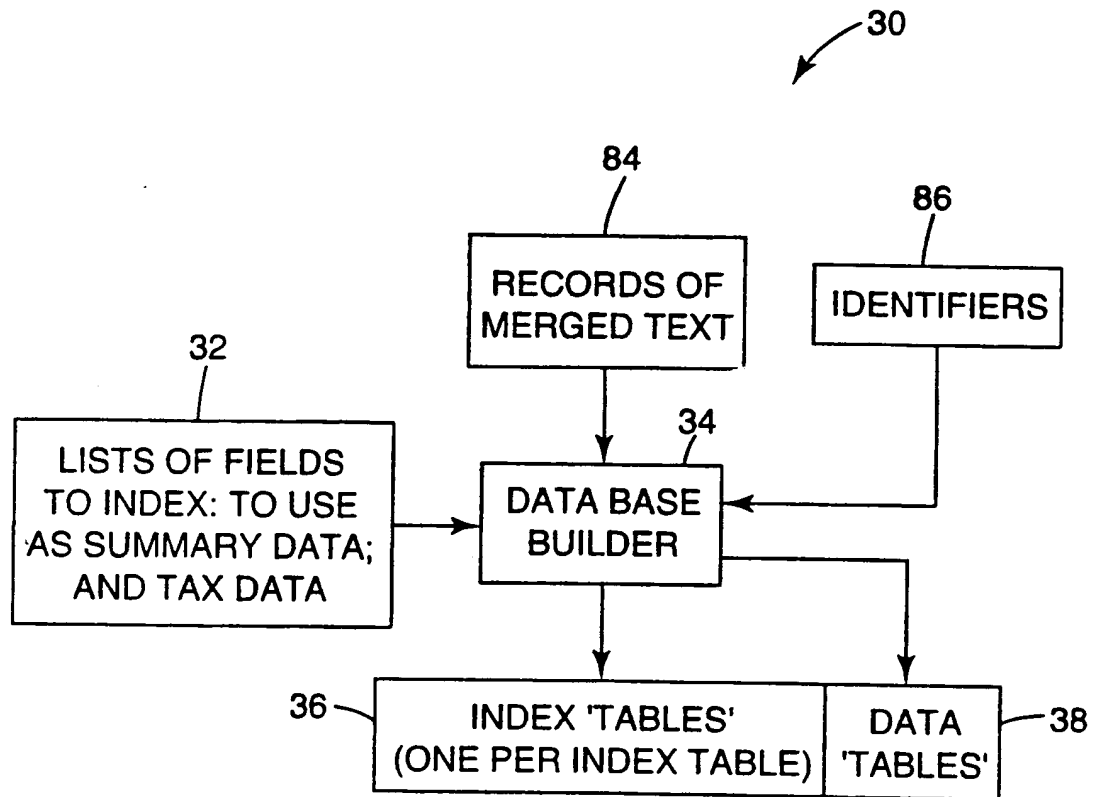 30
84
86
RECORDS OF
MERGED TEXT
IDENTIFIERS
32
34
LISTS OF FIELDS
TO INDEX: TO USE
AS SUMMARY DATA;
AND TAX DATA
DATA BASE
BUILDER
36
INDEX 'TABLES'
(ONE PER INDEX TABLE)
DATA
'TABLES'
38